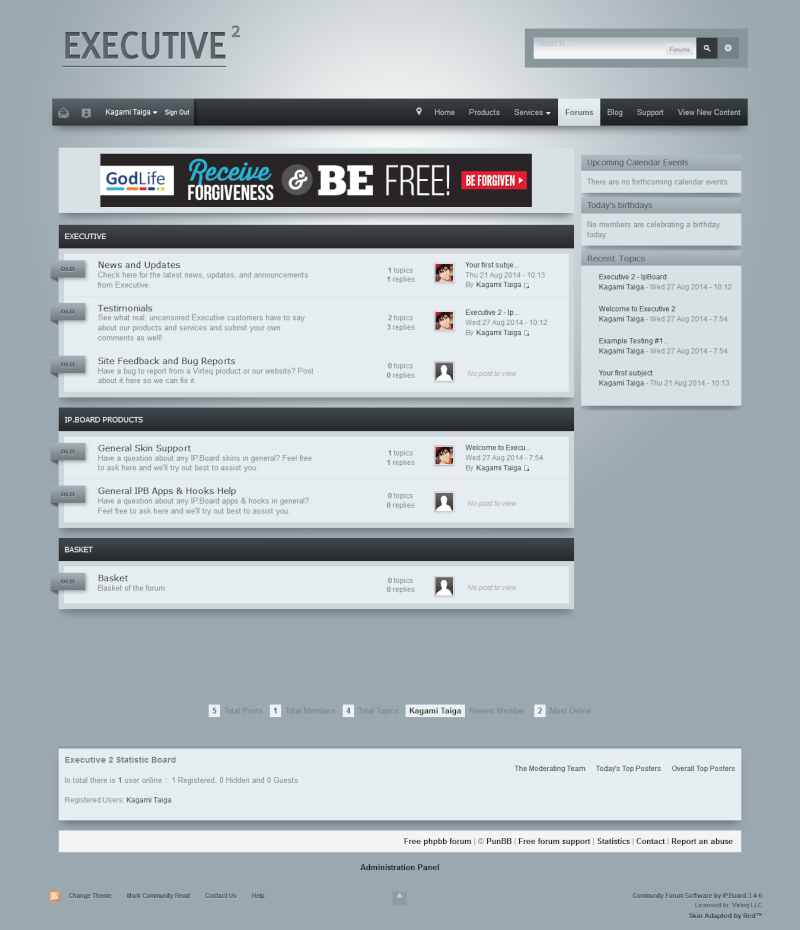 EXECUTIVE 2
Search...
Forums
Kagami Taiga
Sign Out
Home
Products
Services
Forums
Blog
Support
View New Content
GodLife
Receive
FORGIVENESS
& BE FREE!
BE FORGIVEN
Upcoming Calendar Events
There are no forthcoming calendar events
Today's birthdays
No members are celebrating a birthday
today
Recent Topics
Executive 2 - IpBoard
Kagami Taiga - Wed 27 Aug 2014 - 10:12
Welcome to Executive 2
Kagami Taiga - Wed 27 Aug 2014 - 7:54
Example Testing #1...
Kagami Taiga - Wed 27 Aug 2014 - 7:51
Your first subject
Kagami Taiga - Thu 21 Aug 2014 - 10:13
EXECUTIVE
OLD
News and Updates
Check here for the latest news, updates, and announcements
from Executive.
1 topics
1 replies
Your first subje...
Thu 21 Aug 2014 - 10:13
By Kagami Taiga
OLD
Testimonials
See what real, uncensored Executive customers have to say
about our products and services and submit your own
comments as well!
2 topics
3 replies
Executive 2 - Ip...
Wed 27 Aug 2014 - 10:12
By Kagami Taiga
OLD
Site Feedback and Bug Reports
Have a bug to report from a Virteq product or our website? Post
about it here so we can fix it.
0 topics
0 replies
No post to view
IP.BOARD PRODUCTS
OLD
General Skin Support
Have a question about any IP.Board skins in general? Feel free
to ask here and we'll try out best to assist you.
1 topics
1 replies
Welcome to Execu...
Wed 27 Aug 2014 - 7:54
By Kagami Taiga
OLD
General IPB Apps & Hooks Help
Have a question about any IP.Board apps & hooks in general?
Feel free to ask here and we'll try out best to assist you.
0 topics
0 replies
No post to view
BASKET
OLD
Basket
Basket of the forum
0 topics
0 replies
No post to view
5 Total Posts 1 Total Members 4 Total Topics Kagami Taiga Newest Member 2 Most Online
Executive 2 Statistic Board
In total there is 1 user online :: 1 Registered, 0 Hidden and 0 Guests
Registered Users: Kagami Taiga
The Moderating Team
Today's Top Posters
Overall Top Posters
Free phpbb forum | © PunBB | Free forum support | Statistics | Contact | Report an abuse
Administration Panel
Change Theme
Mark Community Read
Contact Us
Help
Community Forum Software by IP.Board 3.4.6
Licensed to: Virteq LLC
Skin Adapted by Red™